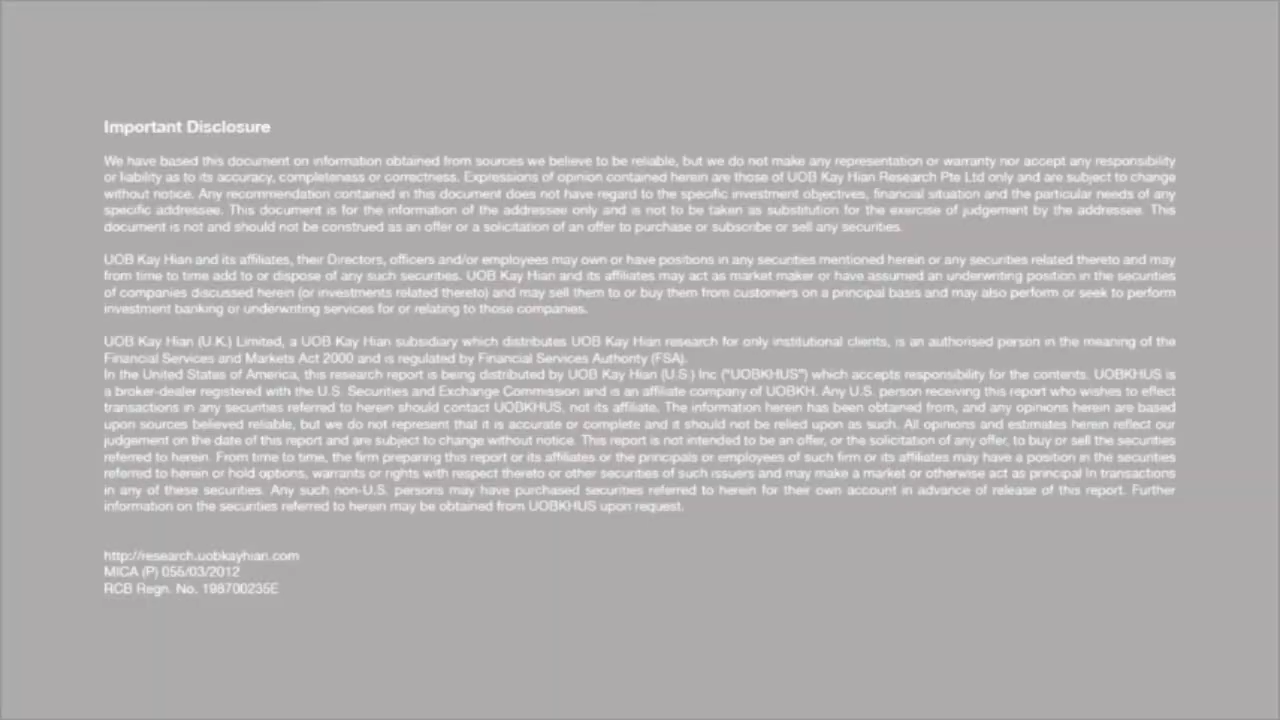 Important Disclosure
We have based this document on information obtained from sources we believe to be reliable, but we do not make any representation or warranty nor accept any responsibility
or liability as to its accuracy, completeness or correctness. Expressions of opinion contained herein are those of UOB Kay Hian Research Pte Ltd only and are subject to change
without notice. Any recommendation contained in this document does not have regard to the specific investment objectives, financial situation and the particular needs of any
specific addressee. This document is for the information of the addressee only and is not to be taken as substitution for the exercise of judgement by the addressee. This
document is not and should not be construed as an offer or a solicitation of an offer to purchase or subscribe or sell any securities.
UOB Kay Hian and its affiliates, their Directors, officers and/or employees may own or have positions in any securities mentioned herein or any securities related thereto and may
from time to time add to or dispose of any such securities. UOB Kay Hian and its affiliates may act as market maker or have assumed an underwriting position in the securities
of companies discussed herein (or investments related thereto) and may sell them to or buy them from customers on a principal basis and may also perform or seek to perform
investment banking or underwriting services for or relating to those companies.
UOB Kay Hian (U.K.) Limited, a UOB Kay Hian subsidiary which distributes UOB Kay Hian research for only institutional clients, is an authorised person in the meaning of the
Financial Services and Markets Act 2000 and is regulated by Financial Services Authority (FSA).
In the United States of America, this research report is being distributed by UOB Kay Hian (U.S.) Inc ("UOBKHUS") which accepts responsibility for the contents. UOBKHUS is
a broker-dealer registered with the U.S. Securities and Exchange Commission and is an affiliate company of UOBKH. Any U.S. person receiving this report who wishes to effect
transactions in any securities referred to herein should contact UOBKHUS, not its affiliate. The information herein has been obtained from, and any opinions herein are based
upon sources believed reliable, but we do not represent that it is accurate or complete and it should not be relied upon as such. All opinions and estimates herein reflect our
judgement on the date of this report and are subject to change without notice. This report is not intended to be an offer, or the solicitation of any offer, to buy or sell the securities
referred to herein. From time to time, the firm preparing this report or its affiliates or the principals or employees of such firm or its affiliates may have a position in the securities
referred to herein or hold options, warrants or rights with respect thereto or other securities of such issuers and may make a market or otherwise act as principal in transactions
in any of these securities. Any such non-U.S. persons may have purchased securities referred to herein for their own account in advance of release of this report. Further
information on the securities referred to herein may be obtained from UOBKHUS upon request.
http://research.uobkayhian.com
MICA (P) 055/03/2012
RCB Regn. No. 198700235E